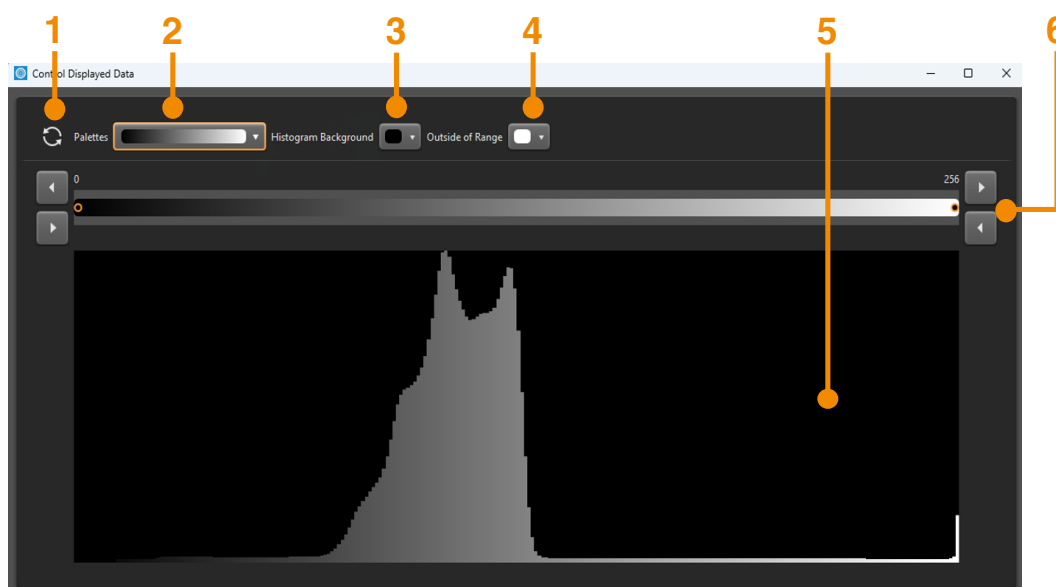 1 2 3 4 5 6
Control Displayed Data
Palettes Histogram Background Outside of Range
0 256